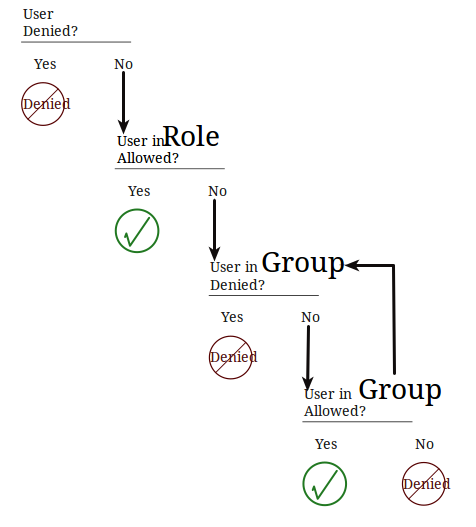 User
Denied?
Yes No
Denied
User in Role
Allowed?
Yes No
User in Group
Denied?
Yes No
Denied
User in Group
Allowed?
Yes No
Denied